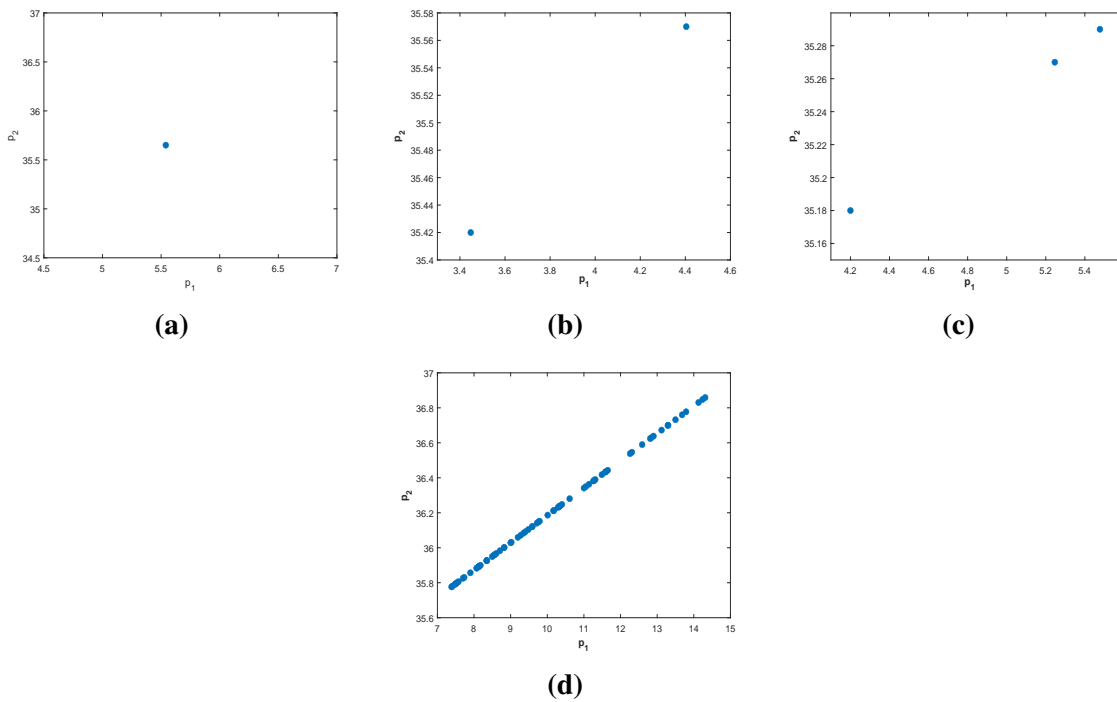 37
36.5
36
35.5
35
34.5
4.5 5 5.5 6 6.5 7
p2
p1
(a)
35.58
35.56
35.54
35.52
35.5
35.48
35.46
35.44
35.42
35.4
3.4 3.6 3.8 4 4.2 4.4 4.6
p2
p1
(b)
35.28
35.26
35.24
35.22
35.2
35.18
35.16
4.2 4.4 4.6 4.8 5 5.2 5.4
p2
p1
(c)
37
36.8
36.6
36.4
36.2
36
35.8
35.6
7 8 9 10 11 12 13 14 15
p2
p1
(d)